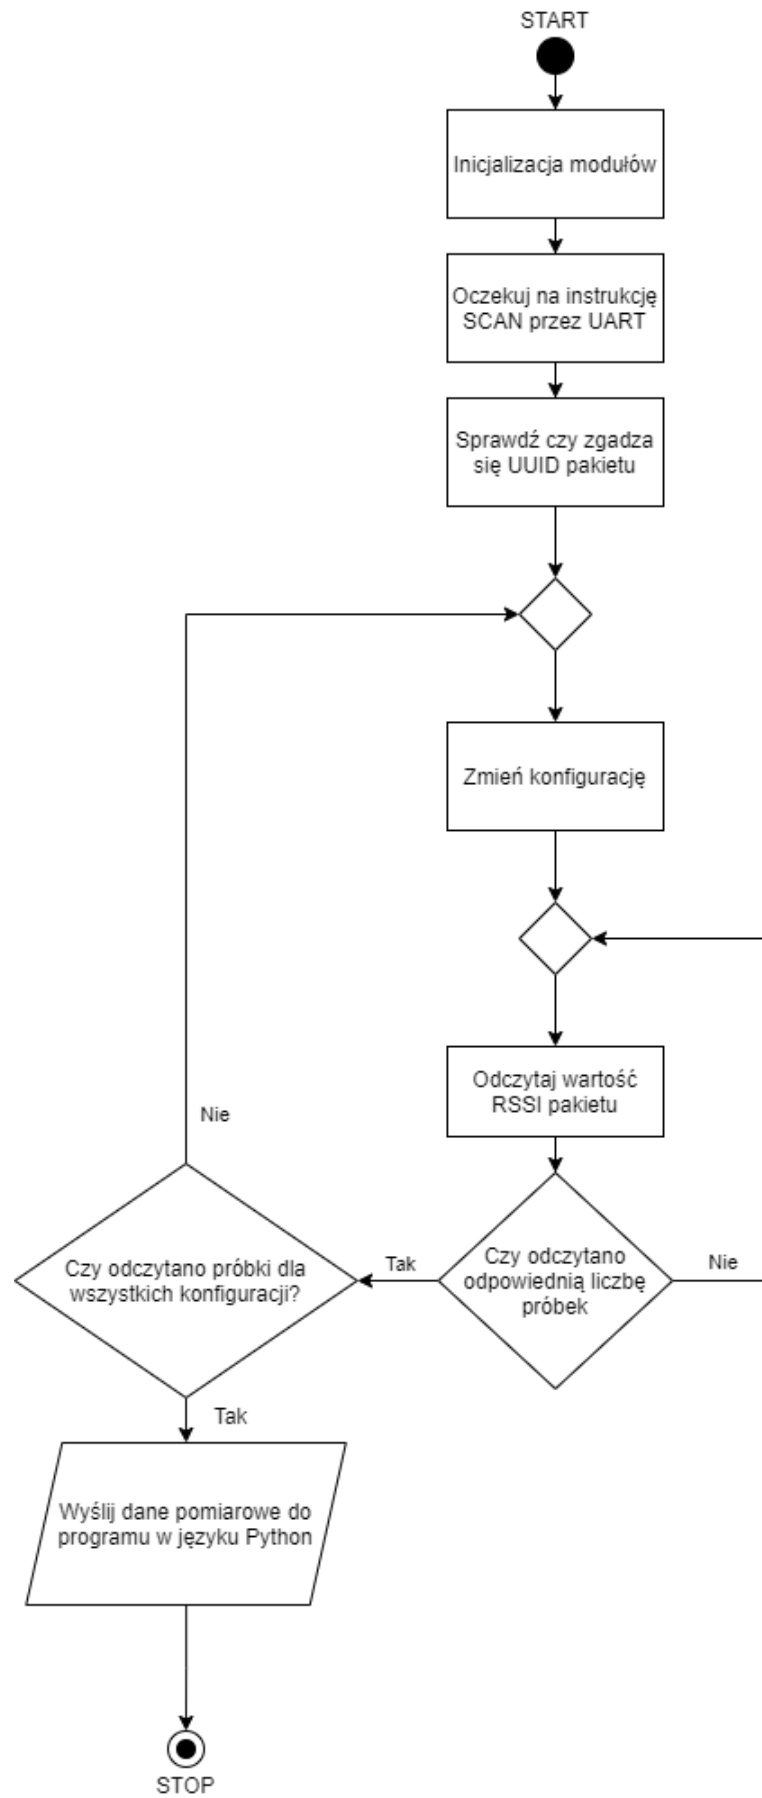 START
Inicjalizacja modułów
Oczekuj na instrukcję
SCAN przez UART
Sprawdź czy zgadza
się UUID pakietu
Zmień konfigurację
Odczytaj wartość
RSSI pakietu
Nie
Czy odczytano próbki dla
wszystkich konfiguracji?
Tak
Czy odczytano
odpowiednią liczbę
próbek
Nie
Tak
Wyślij dane pomiarowe do
programu w języku Python
STOP